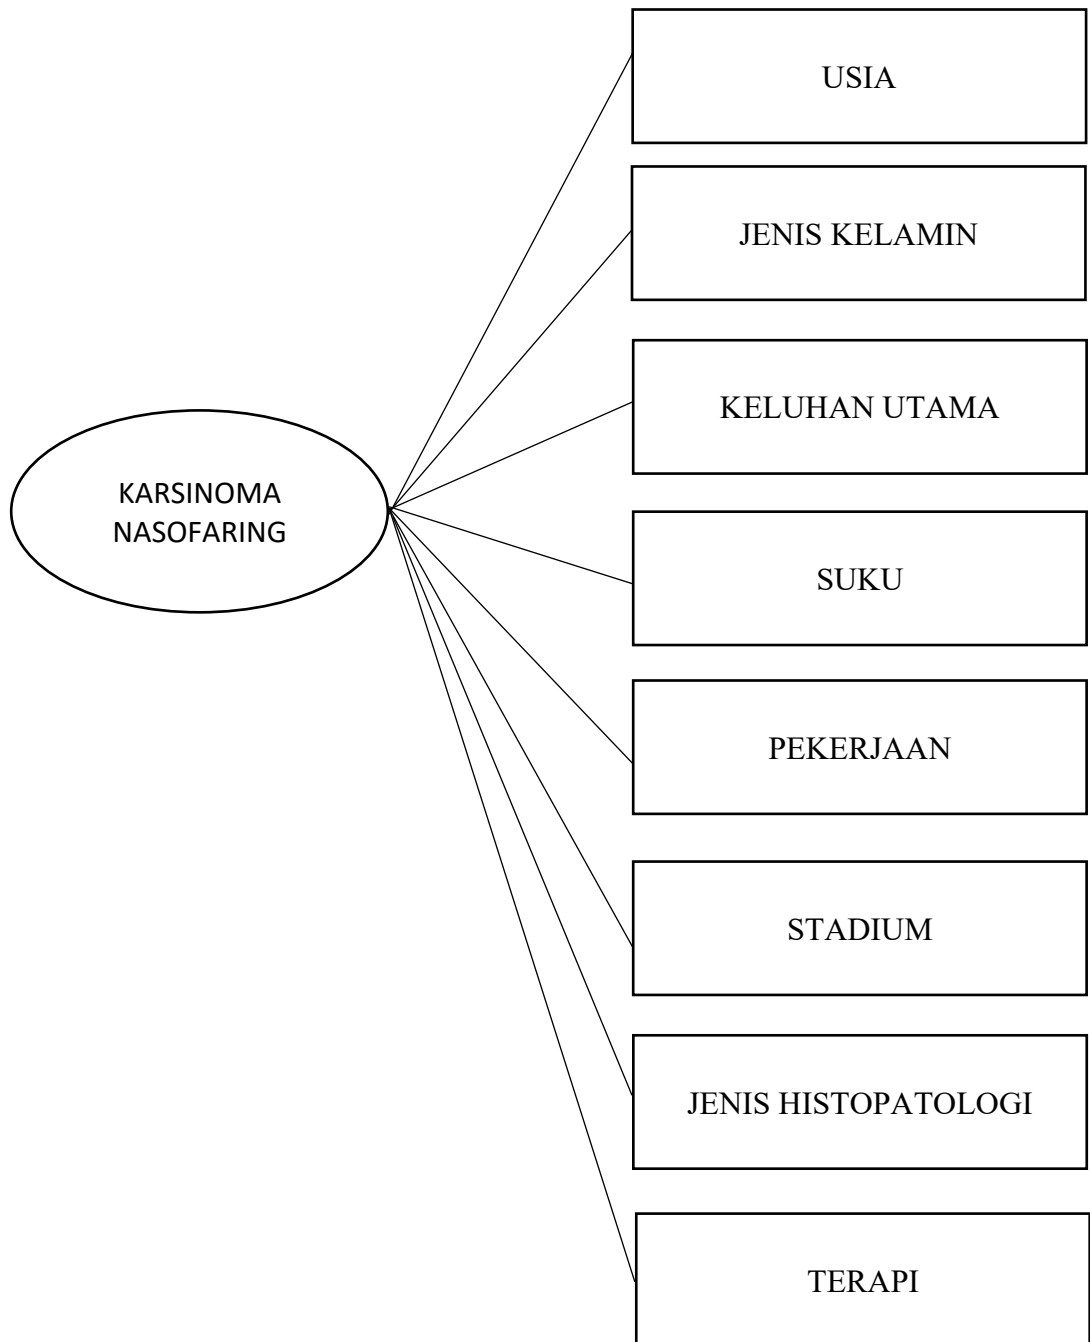 USIA
JENIS KELAMIN
KELUHAN UTAMA
KARSINOMA
NASOFARING
SUKU
PEKERJAAN
STADIUM
JENIS HISTOPATOLOGI
TERAPI